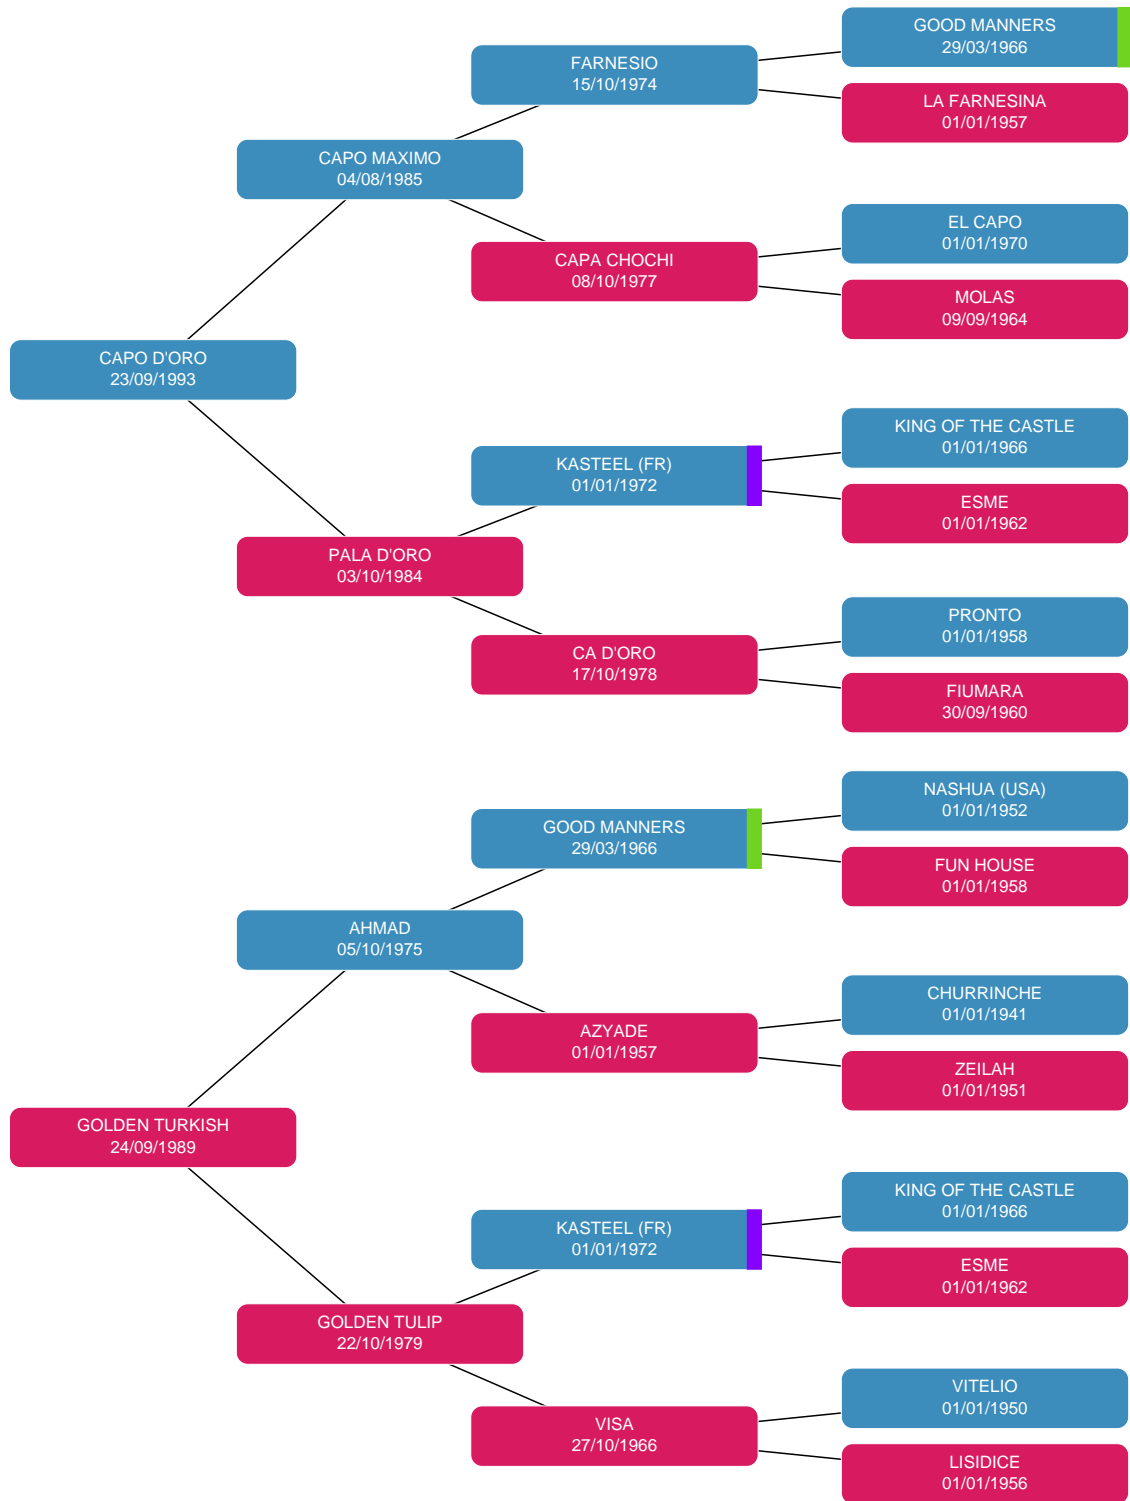 GOOD MANNERS
29/03/1966
FARNESIO
15/10/1974
LA FARNESINA
01/01/1957
CAPO MAXIMO
04/08/1985
EL CAPO
01/01/1970
CAPA CHOCHI
08/10/1977
MOLAS
09/09/1964
CAPO D'ORO
23/09/1993
KING OF THE CASTLE
01/01/1966
KASTEEL (FR)
01/01/1972
ESME
01/01/1962
PALA D'ORO
03/10/1984
PRONTO
01/01/1958
CA D'ORO
17/10/1978
FIUMARA
30/09/1960
NASHUA (USA)
01/01/1952
GOOD MANNERS
29/03/1966
FUN HOUSE
01/01/1958
AHMAD
05/10/1975
CHURRINCHE
01/01/1941
AZYADE
01/01/1957
ZEILAH
01/01/1951
GOLDEN TURKISH
24/09/1989
KING OF THE CASTLE
01/01/1966
KASTEEL (FR)
01/01/1972
ESME
01/01/1962
GOLDEN TULIP
22/10/1979
VITELIO
01/01/1950
VISA
27/10/1966
LISIDICE
01/01/1956